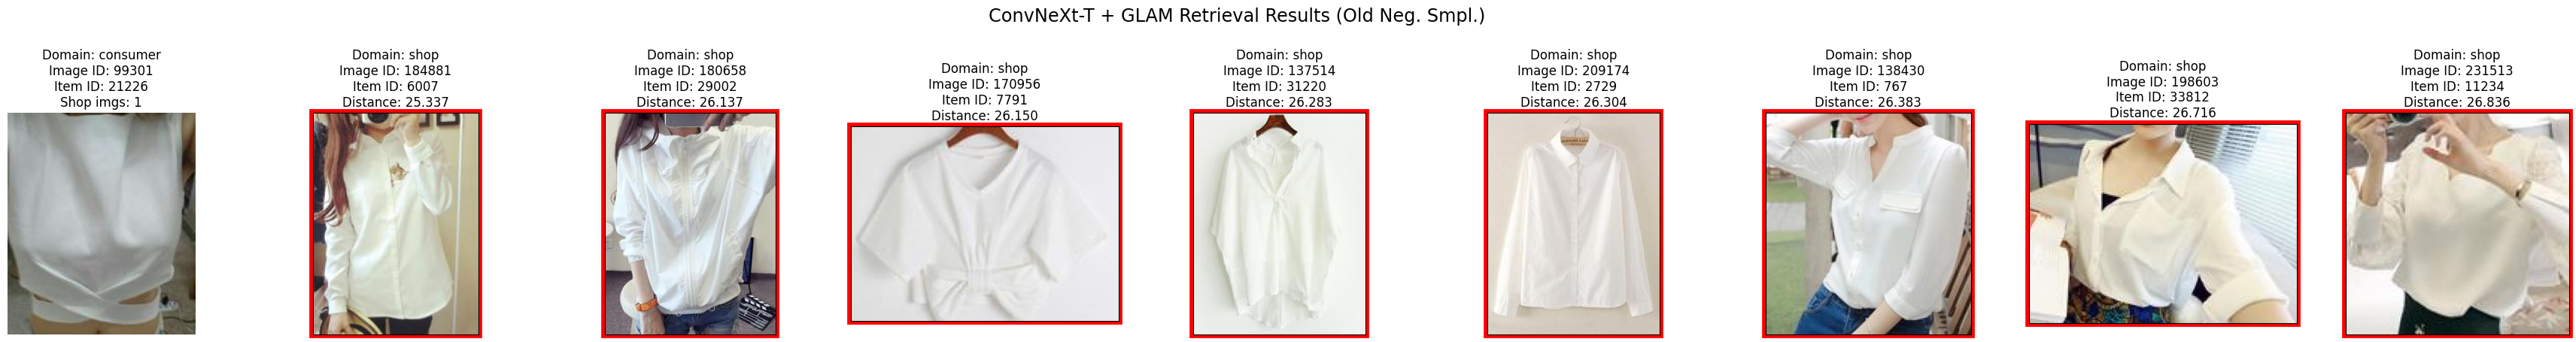 ConvNeXt-T + GLAM Retrieval Results (Old Neg. Smpl.)
Domain: consumer
Image ID: 99301
Item ID: 21226
Shop imgs: 1
Domain: shop
Image ID: 184881
Item ID: 6007
Distance: 25.337
Domain: shop
Image ID: 180658
Item ID: 29002
Distance: 26.137
Domain: shop
Image ID: 170956
Item ID: 7791
Distance: 26.150
Domain: shop
Image ID: 137514
Item ID: 31220
Distance: 26.283
Domain: shop
Image ID: 209174
Item ID: 2729
Distance: 26.304
Domain: shop
Image ID: 138430
Item ID: 767
Distance: 26.383
Domain: shop
Image ID: 198603
Item ID: 33812
Distance: 26.716
Domain: shop
Image ID: 231513
Item ID: 11234
Distance: 26.836